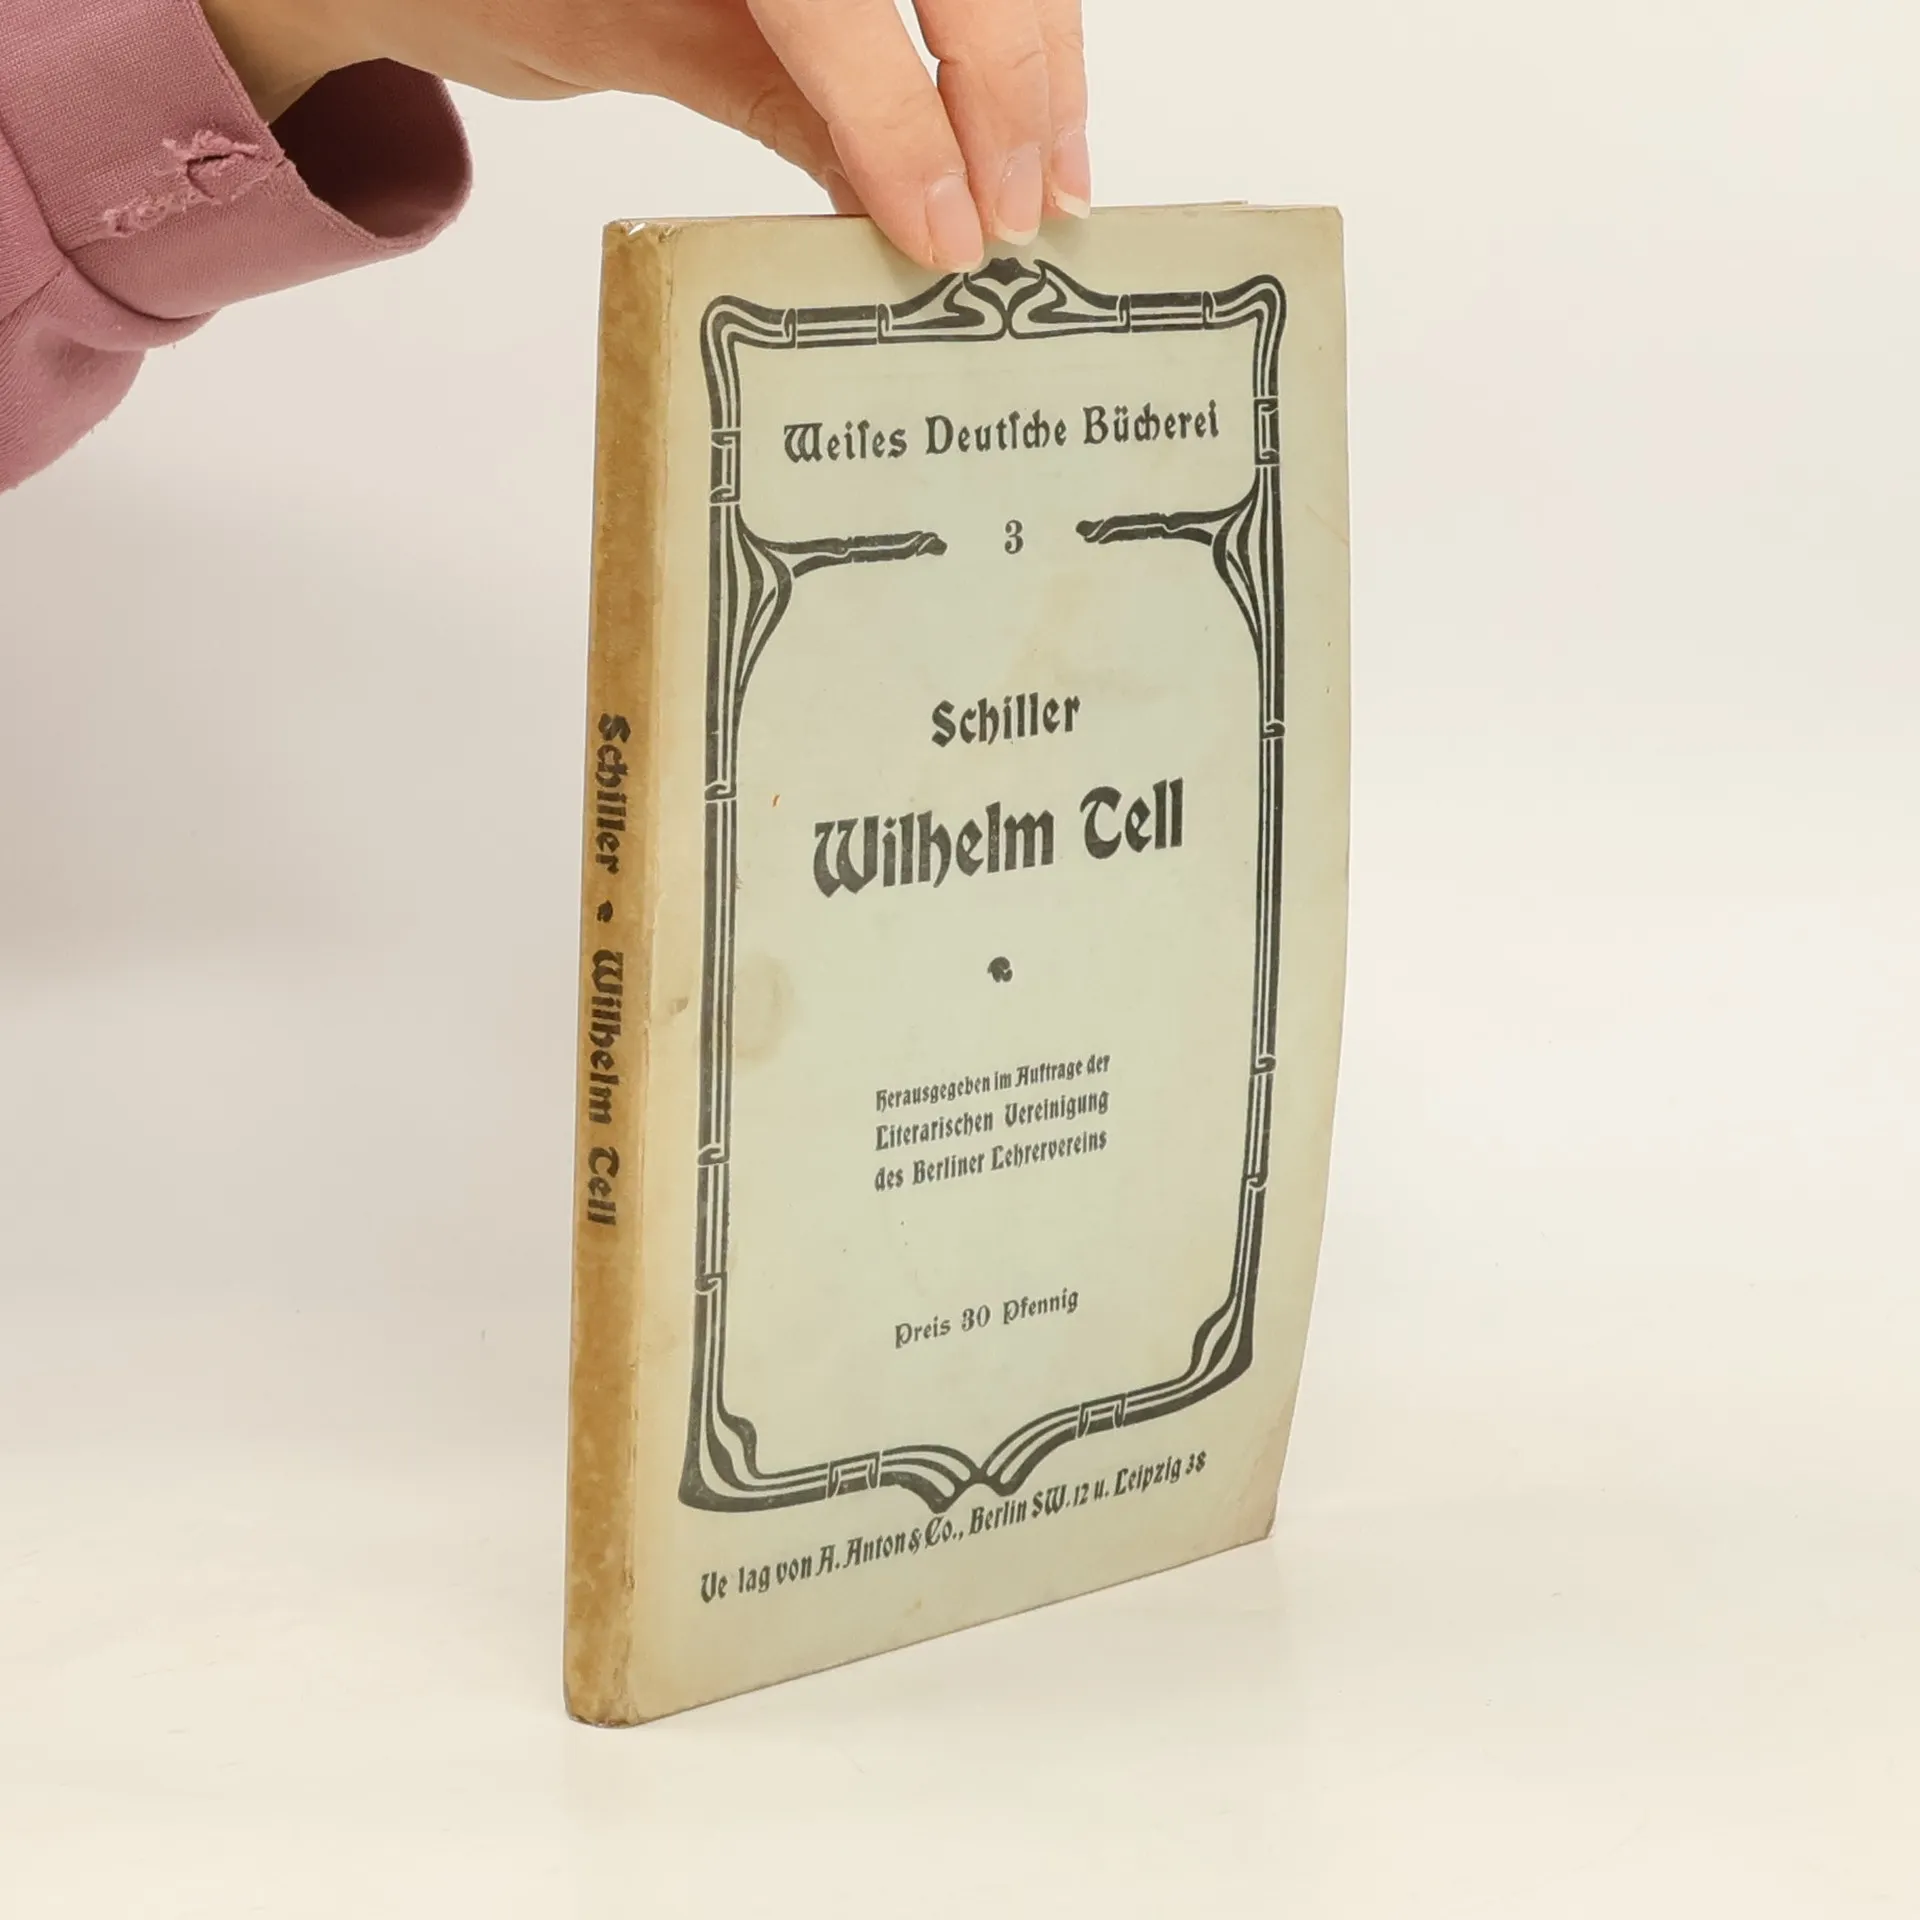 Weiſes Deutſche Bücherei
3
Schiller
Wilhelm Tell
Herausgegeben im Auftrage der
Literarischen Vereinigung
des Berliner Lehrervereins
Preis 30 Pfennig
Ve lag von A. Anton & Co., Berlin SW. 12 u. Leipzig 38
Schiller • Wilhelm Tell